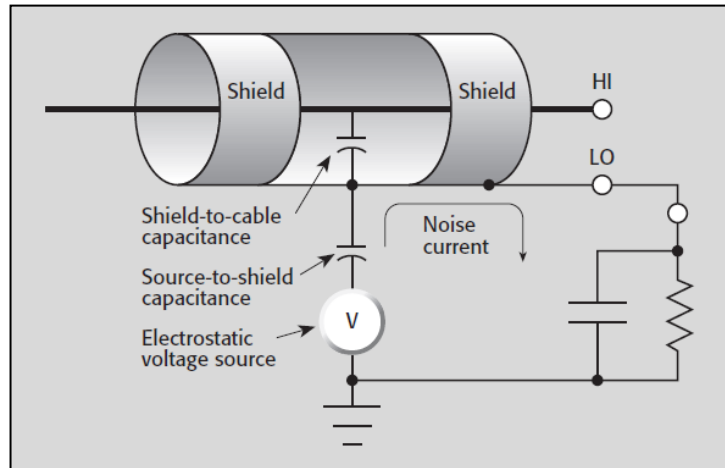 Shield
Shield
HI
LO
Shield-to-cable
capacitance
Noise
current
Source-to-shield
capacitance
V
Electrostatic
voltage source